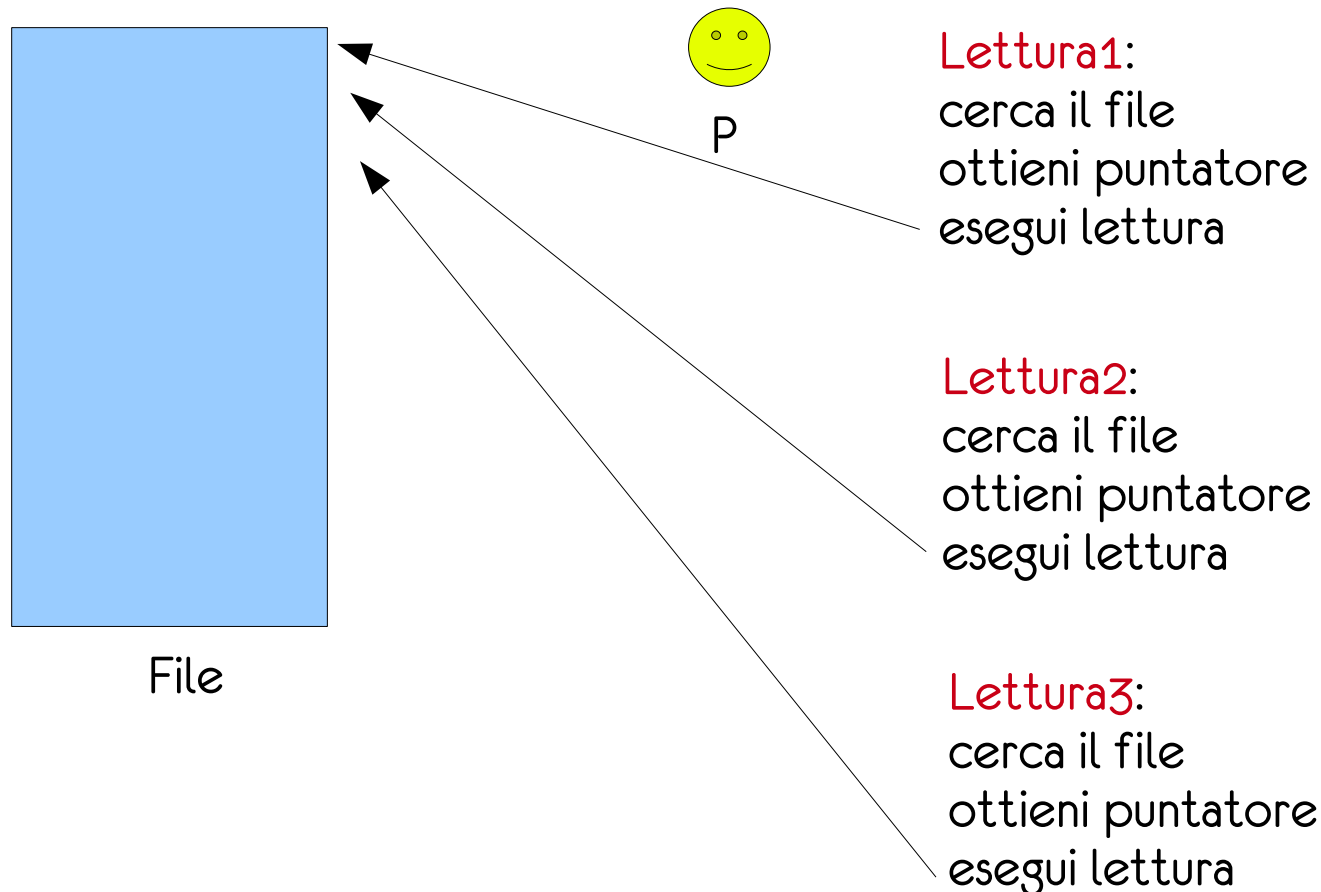 P
Lettura1:
cerca il file
ottieni puntatore
esegui lettura
Lettura2:
cerca il file
ottieni puntatore
esegui lettura
File
Lettura3:
cerca il file
ottieni puntatore
esegui lettura